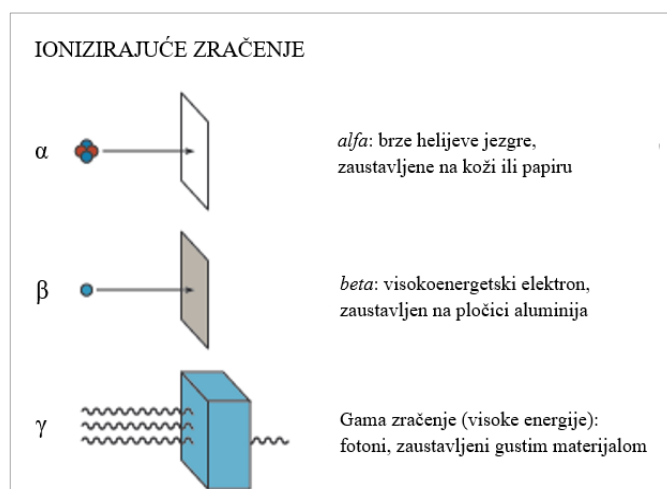 IONIZIRAJUĆE ZRAČENJE
α
alfa: brze helijeve jezgre,
zaustavljene na koži ili papiru
β
beta: visokoenergetski elektron,
zaustavljen na pločici aluminija
γ
Gama zračenje (visoke energije):
fotoni, zaustavljeni gustim materijalom